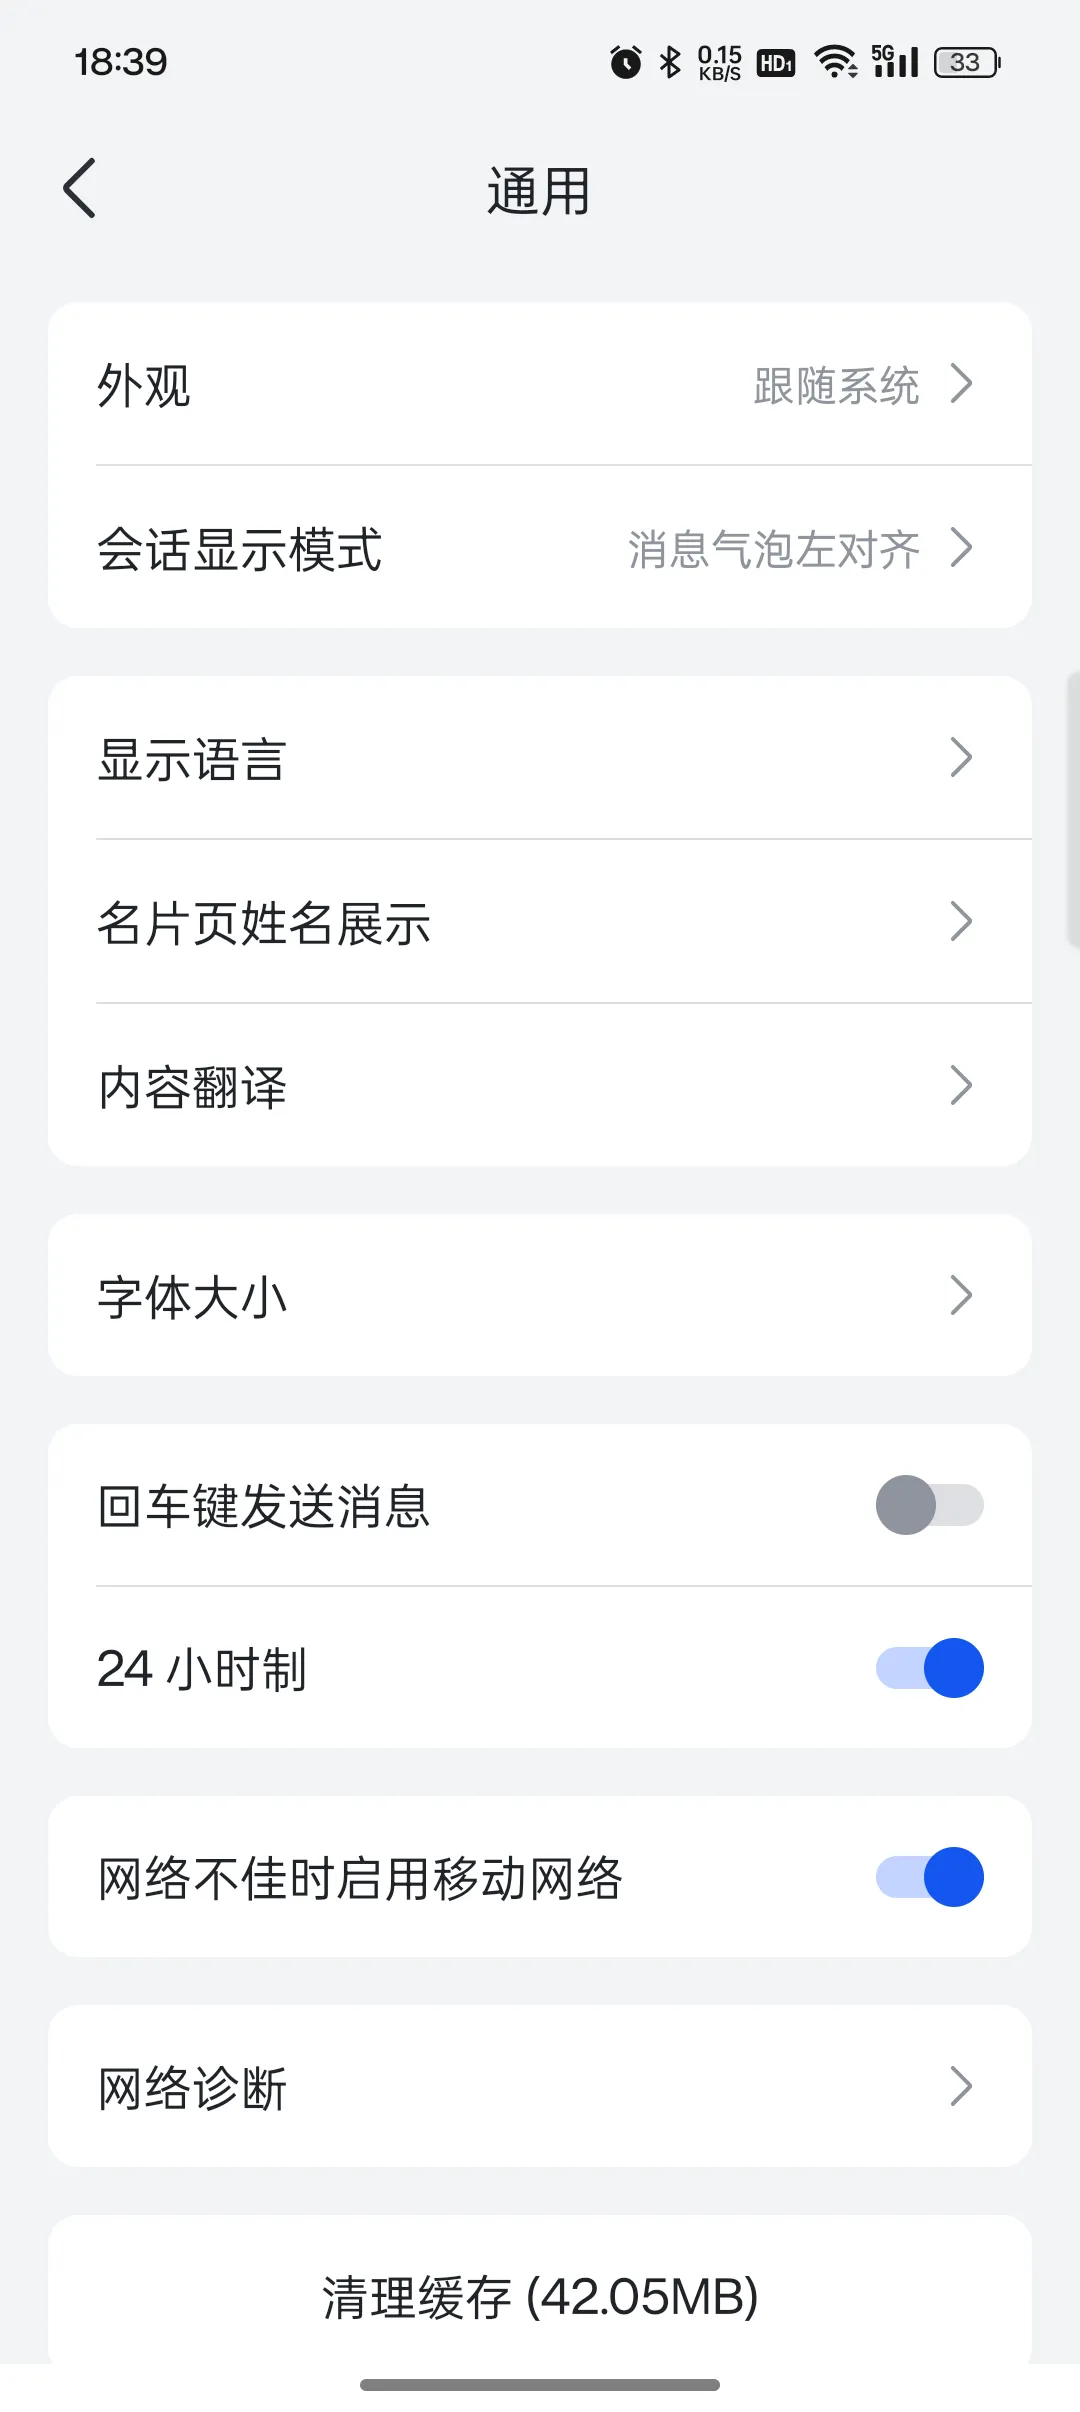 18:39
0.15 KB/S HD1 5G 33
通用
外观 跟随系统
会话显示模式 消息气泡左对齐
显示语言
名片页姓名展示
内容翻译
字体大小
回车键发送消息
24 小时制
网络不佳时启用移动网络
网络诊断
清理缓存 (42.05MB)